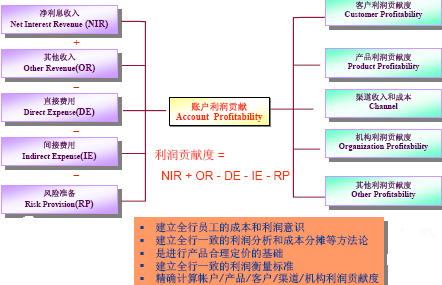 净利息收入
Net Interest Revenue (NIR)
+
其他收入
Other Revenue(OR)
−
直接费用
Direct Expense(DE)
−
间接费用
Indirect Expense(IE)
−
风险准备
Risk Provision(RP)
账户利润贡献
Account Profitability
利润贡献度 =
NIR + OR - DE - IE - RP
客户利润贡献度
Customer Profitability
产品利润贡献度
Product Profitability
渠道收入和成本
Channel
机构利润贡献度
Organization Profitability
其他利润贡献度
Other Profitability
▪ 建立全行员工的成本和利润意识
▪ 建立全行一致的利润分析和成本分摊等方法论
▪ 是进行产品合理定价的基础
▪ 建立全行一致的利润衡量标准
▪ 精确计算帐户/产品/客户/渠道/机构利润贡献度